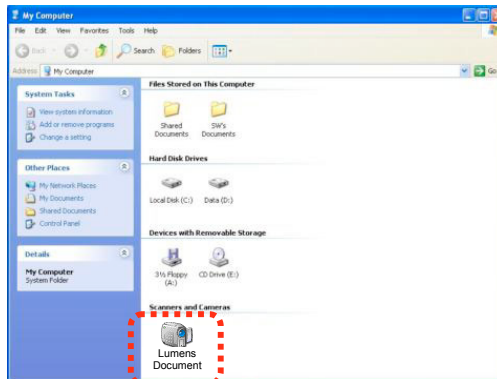 My Computer
File Edit View Favorites Tools Help
Back Search Folders
Address My Computer Go
Files Stored on This Computer
System Tasks
View system information
Add or remove programs
Change a setting
Shared Documents
SW's Documents
Hard Disk Drives
Other Places
My Network Places
My Documents
Shared Documents
Control Panel
Local Disk (C:) Data (D:)
Devices with Removable Storage
Details
My Computer
System Folder
3½ Floppy (A:)
CD Drive (E:)
Scanners and Cameras
Lumens
Document